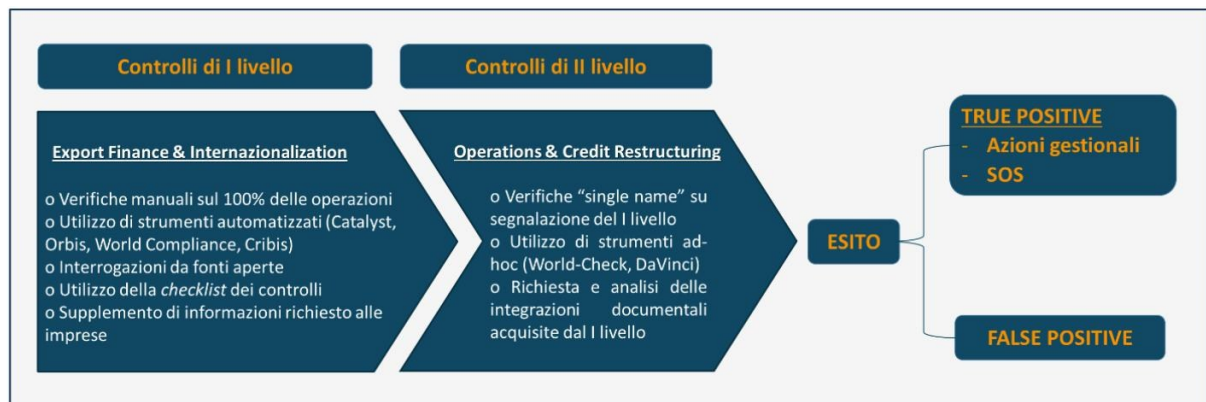 Controlli di I livello
Controlli di II livello
Export Finance & Internazionalization
o Verifiche manuali sul 100% delle operazioni
o Utilizzo di strumenti automatizzati (Catalyst,
Orbis, World Compliance, Cribis)
o Interrogazioni da fonti aperte
o Utilizzo della checklist dei controlli
o Supplemento di informazioni richiesto alle
imprese
Operations & Credit Restructuring
o Verifiche “single name” su
segnalazione del I livello
o Utilizzo di strumenti ad-
hoc (World-Check, DaVinci)
o Richiesta e analisi delle
integrazioni documentali
acquisite dal I livello
ESITO
TRUE POSITIVE
- Azioni gestionali
- SOS
FALSE POSITIVE